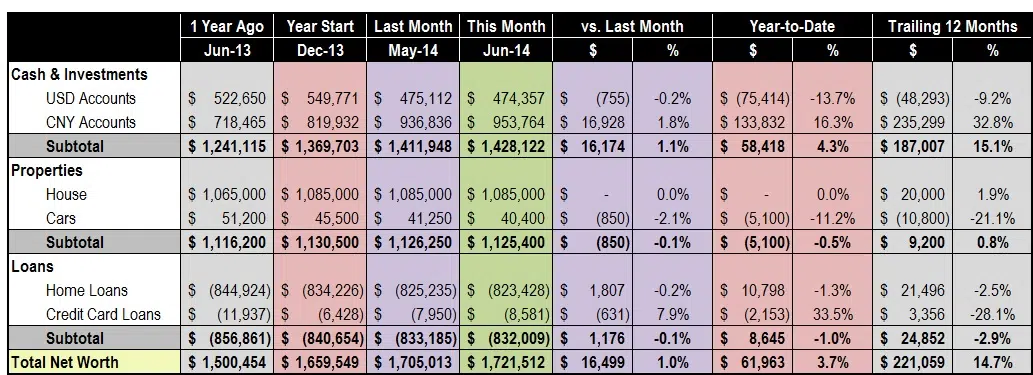 1 Year Ago Year Start Last Month This Month vs. Last Month Year-to-Date Trailing 12 Months
Jun-13 Dec-13 May-14 Jun-14 $ % $ % $ %
Cash & Investments
USD Accounts $ 522,650 $ 549,771 $ 475,112 $ 474,357 $ (755) -0.2% $ (75,414) -13.7% $ (48,293) -9.2%
CNY Accounts $ 718,465 $ 819,932 $ 936,836 $ 953,764 $ 16,928 1.8% $ 133,832 16.3% $ 235,299 32.8%
Subtotal $ 1,241,115 $ 1,369,703 $ 1,411,948 $ 1,428,122 $ 16,174 1.1% $ 58,418 4.3% $ 187,007 15.1%
Properties
House $ 1,065,000 $ 1,085,000 $ 1,085,000 $ 1,085,000 $ - 0.0% $ - 0.0% $ 20,000 1.9%
Cars $ 51,200 $ 45,500 $ 41,250 $ 40,400 $ (850) -2.1% $ (5,100) -11.2% $ (10,800) -21.1%
Subtotal $ 1,116,200 $ 1,130,500 $ 1,126,250 $ 1,125,400 $ (850) -0.1% $ (5,100) -0.5% $ 9,200 0.8%
Loans
Home Loans $ (844,924) $ (834,226) $ (825,235) $ (823,428) $ 1,807 -0.2% $ 10,798 -1.3% $ 21,496 -2.5%
Credit Card Loans $ (11,937) $ (6,428) $ (7,950) $ (8,581) $ (631) 7.9% $ (2,153) 33.5% $ 3,356 -28.1%
Subtotal $ (856,861) $ (840,654) $ (833,185) $ (832,009) $ 1,176 -0.1% $ 8,645 -1.0% $ 24,852 -2.9%
Total Net Worth $ 1,500,454 $ 1,659,549 $ 1,705,013 $ 1,721,512 $ 16,499 1.0% $ 61,963 3.7% $ 221,059 14.7%